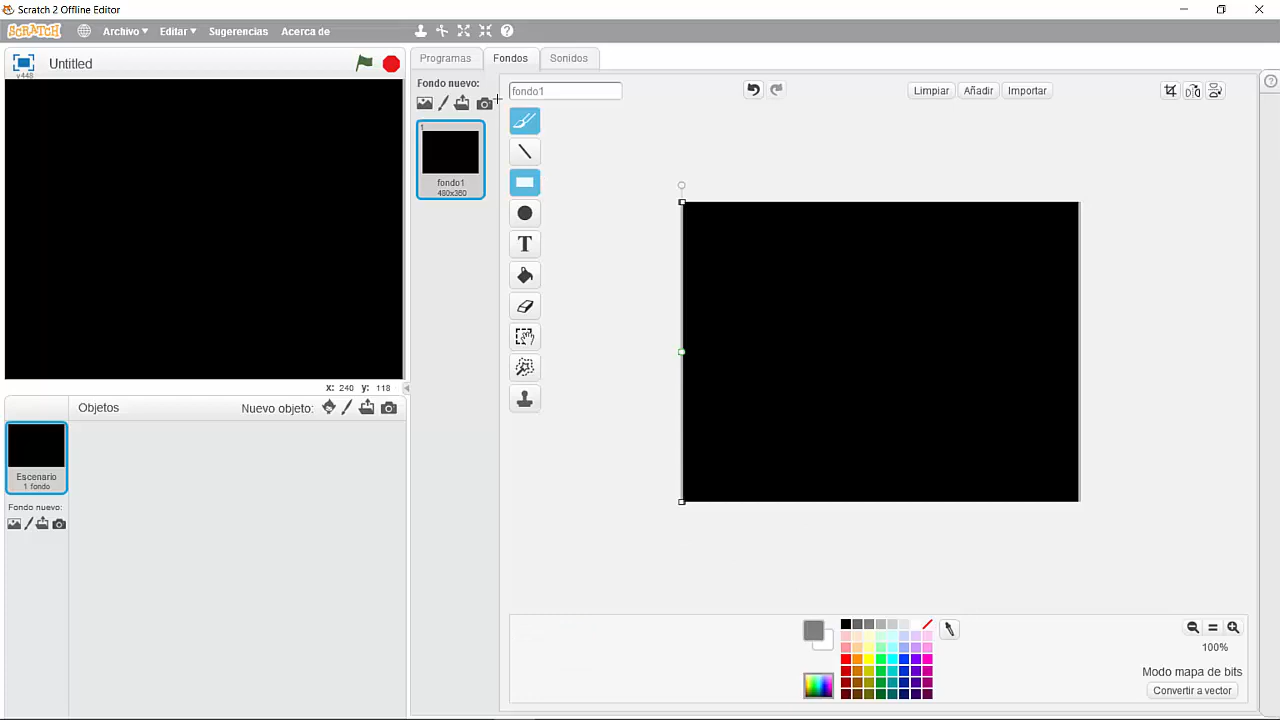 Scratch 2 Offline Editor
SCRATCH Archivo Editar Sugerencias Acerca de
Untitled
v448
Programas Fondos Sonidos
Fondo nuevo:
fondo1
Limpiar Añadir Importar
1
fondo1
480x360
T
x: 240 y: 118
Objetos Nuevo objeto:
Escenario
1 fondo
Fondo nuevo:
100%
Modo mapa de bits
Convertir a vector